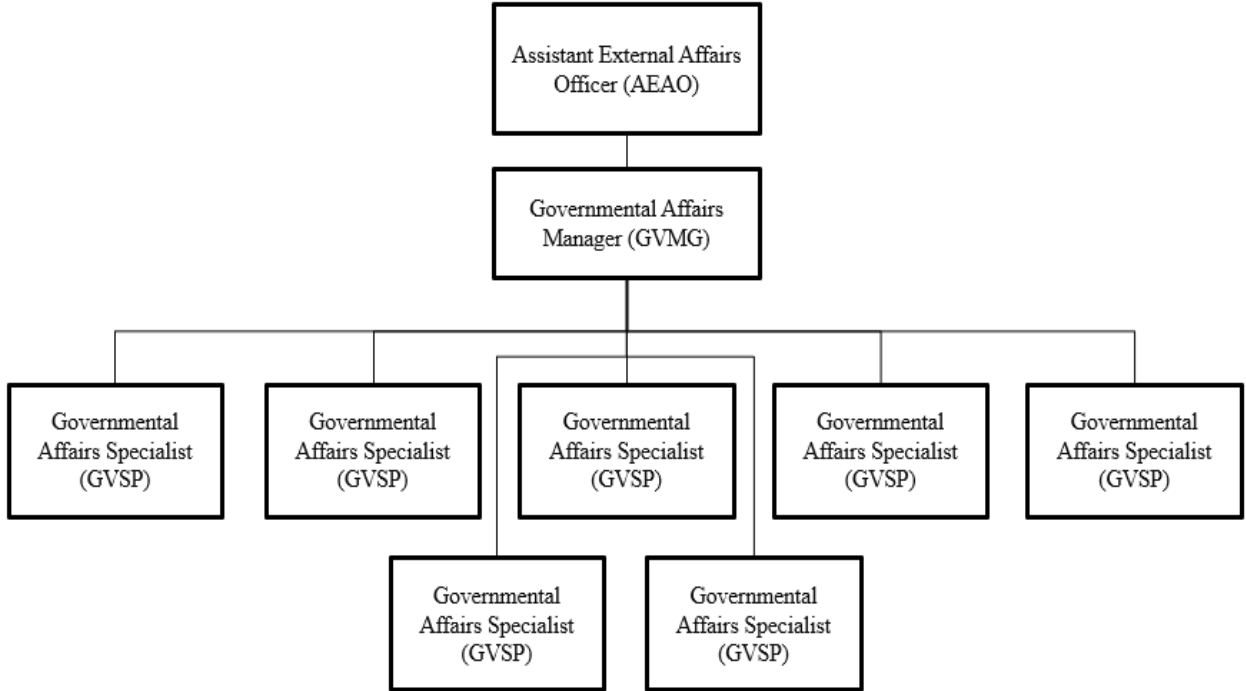 Assistant External Affairs
Officer (AEAO)
Governmental Affairs
Manager (GVMG)
Governmental
Affairs Specialist
(GVSP)
Governmental
Affairs Specialist
(GVSP)
Governmental
Affairs Specialist
(GVSP)
Governmental
Affairs Specialist
(GVSP)
Governmental
Affairs Specialist
(GVSP)
Governmental
Affairs Specialist
(GVSP)
Governmental
Affairs Specialist
(GVSP)